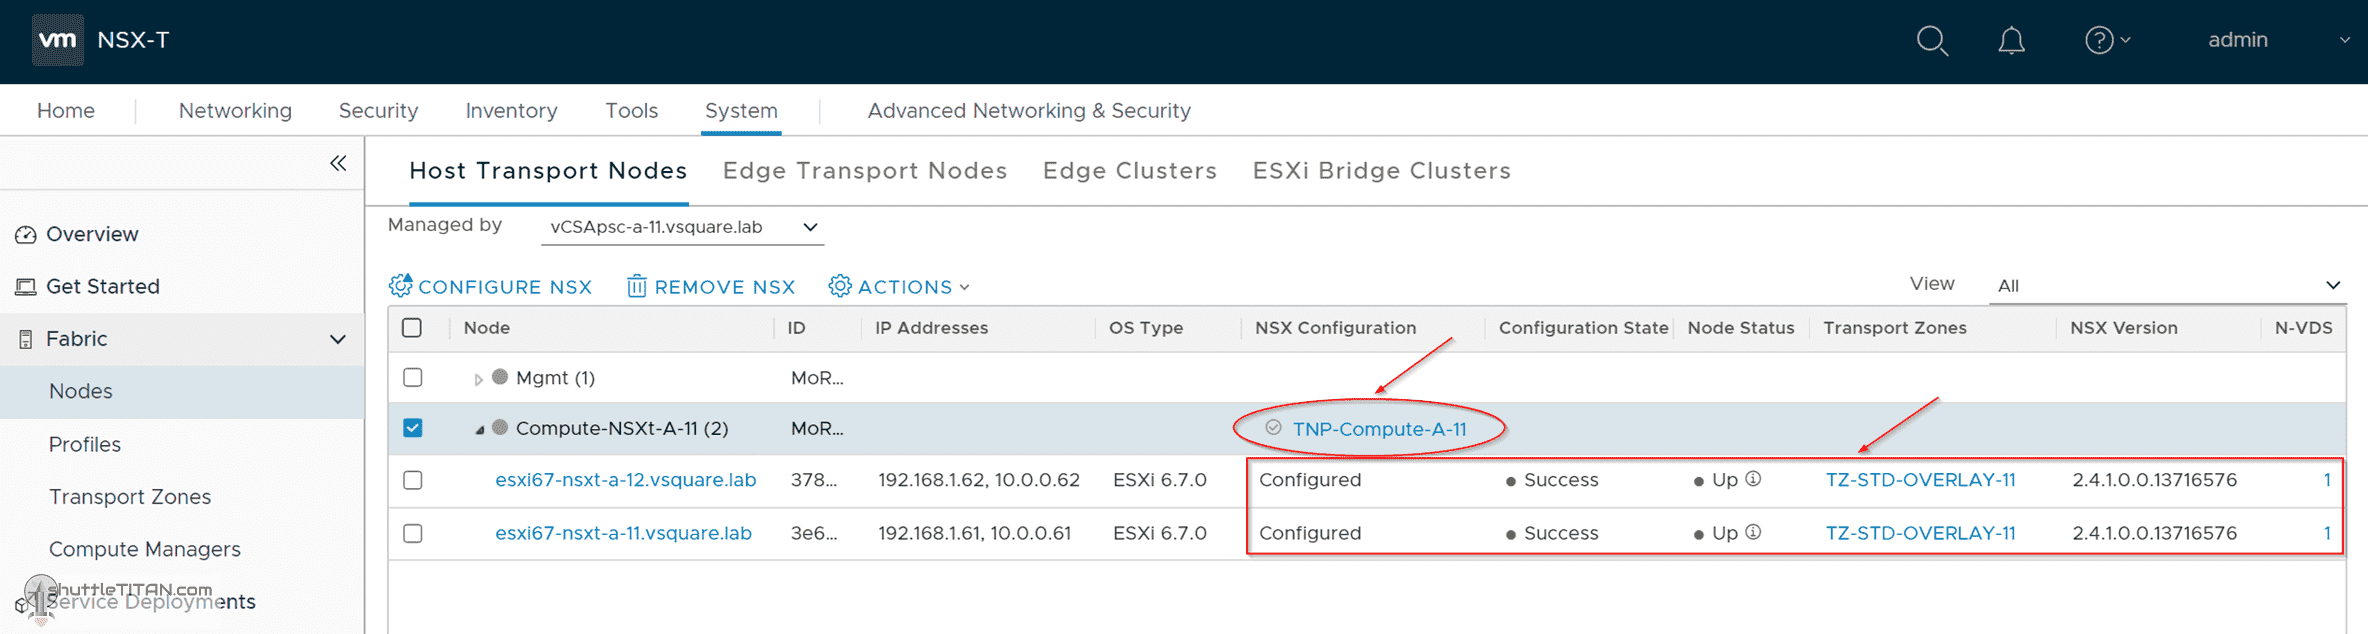 vm NSX-T admin
Home Networking Security Inventory Tools System Advanced Networking & Security
Host Transport Nodes Edge Transport Nodes Edge Clusters ESXi Bridge Clusters
Managed by vCSApsc-a-11.vsquare.lab
Overview
Get Started
Fabric
Nodes
Profiles
Transport Zones
Compute Managers
Service Deployments
shuttleTITAN.com
CONFIGURE NSX REMOVE NSX ACTIONS View All
Node ID IP Addresses OS Type NSX Configuration Configuration State Node Status Transport Zones NSX Version N-VDS
Mgmt (1) MoR...
Compute-NSXt-A-11 (2) MoR... TNP-Compute-A-11
esxi67-nsxt-a-12.vsquare.lab 378... 192.168.1.62, 10.0.0.62 ESXi 6.7.0 Configured Success Up TZ-STD-OVERLAY-11 2.4.1.0.0.13716576 1
esxi67-nsxt-a-11.vsquare.lab 3e6... 192.168.1.61, 10.0.0.61 ESXi 6.7.0 Configured Success Up TZ-STD-OVERLAY-11 2.4.1.0.0.13716576 1